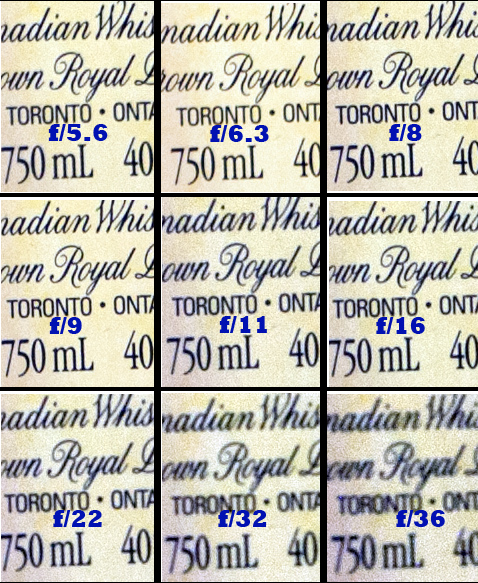 nadian Whis
own Royal D
TORONTO • ONTA
f/5.6
750 mL 40
nadian Whis
rown Royal
TORONTO • ONT
f/6.3
750 mL 40
nadian Whis
own Royal
TORONTO • ONT
f/8
750 mL 40
nadian Whis
own Royal D
TORONTO • ONTA
f/9
750 mL 40
nadian Whis
own Royal D
TORONTO • ONT
f/11
750 mL 40
nadian Whis
own Royal
TORONTO • ONT
f/16
750 mL 40
nadian Whis
own Royal D
TORONTO • ONTA
f/22
750 mL 40
nadian Whis
own Royal D
TORONTO • ONTA
f/32
750 mL 40
nadian Whis
own Royal
TORONTO • ONT
f/36
750 mL 40